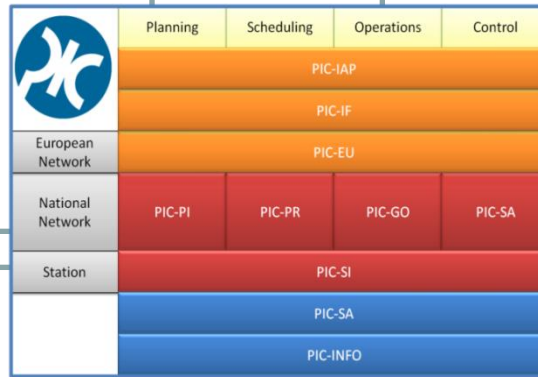 PIC
Planning Scheduling Operations Control
PIC-IAP
PIC-IF
European
Network
PIC-EU
National
Network
PIC-PI PIC-PR PIC-GO PIC-SA
Station
PIC-SI
PIC-SA
PIC-INFO